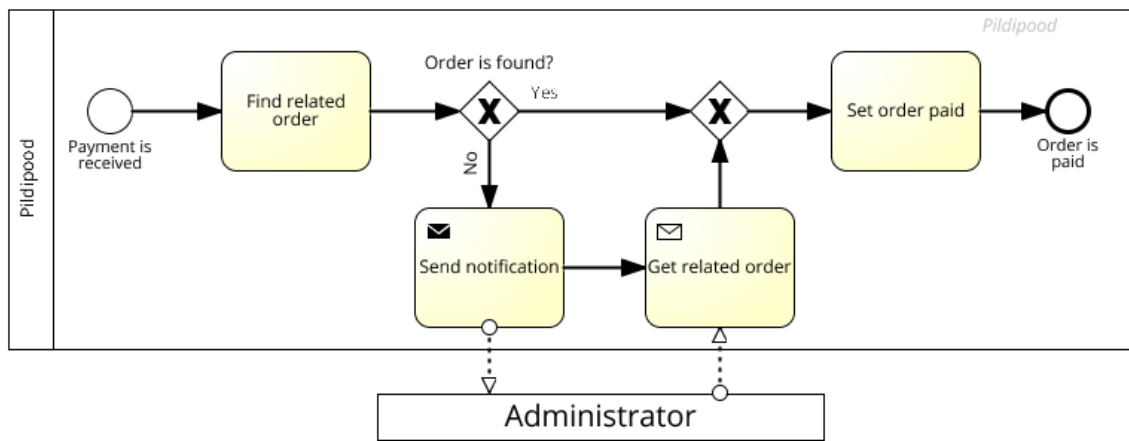 Pildipood
Pildipood
Order is found?
Yes
No
Payment is
received
Find related
order
Set order paid
Order is
paid
Send notification
Get related order
Administrator